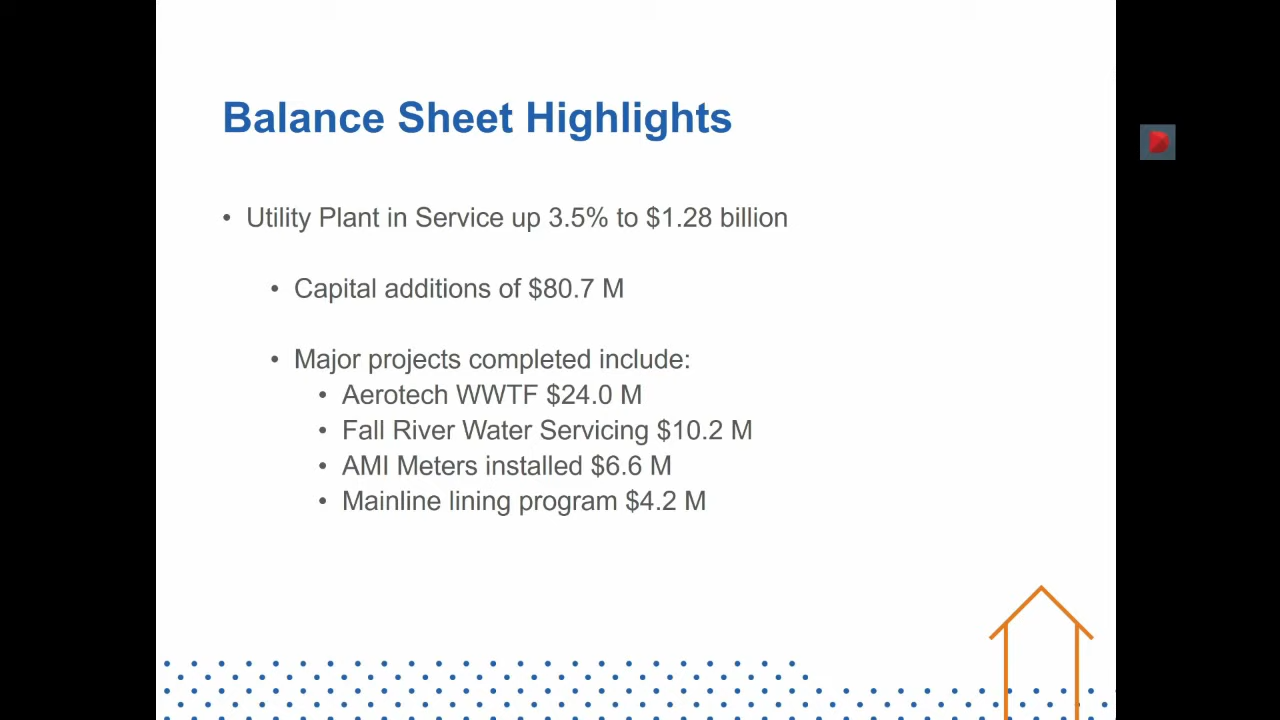 Balance Sheet Highlights
• Utility Plant in Service up 3.5% to $1.28 billion
• Capital additions of $80.7 M
• Major projects completed include:
• Aerotech WWTF $24.0 M
• Fall River Water Servicing $10.2 M
• AMI Meters installed $6.6 M
• Mainline lining program $4.2 M